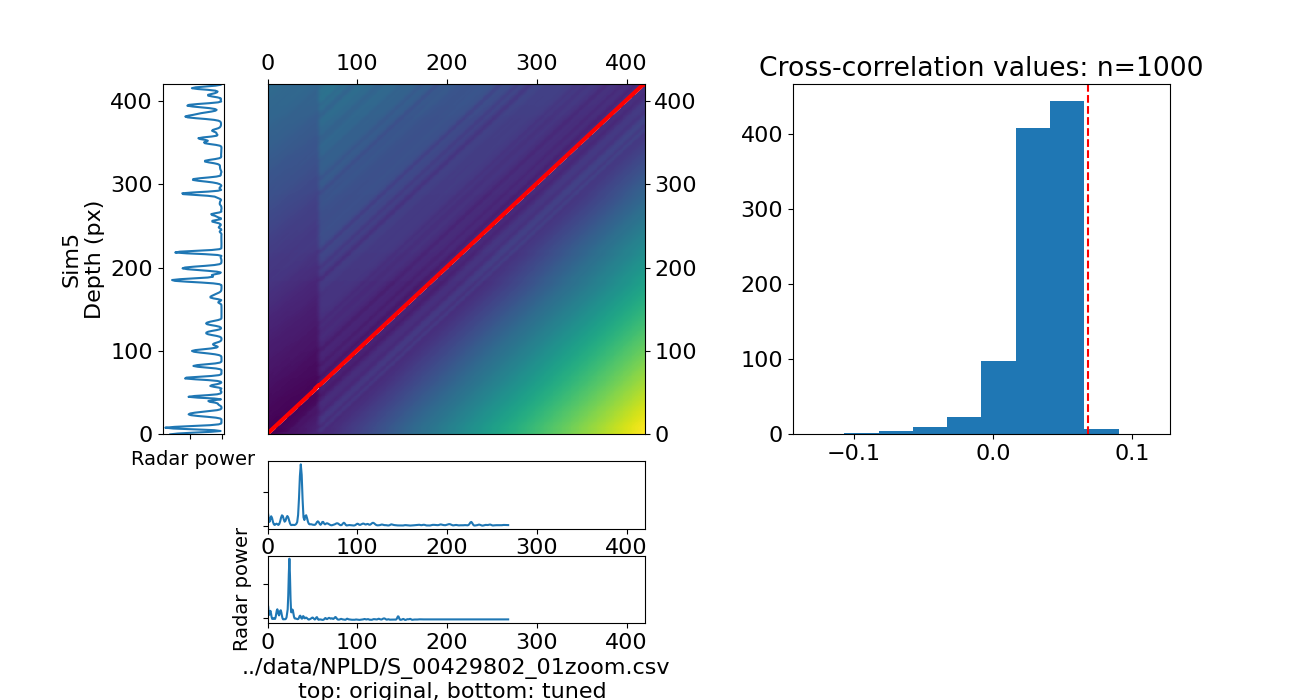 Cross-correlation values: n=1000
0 100 200 300 400
400
300
200
100
0
Sim5
Depth (px)
Radar power
400
300
200
100
0
400
300
200
100
0
−0.1 0.0 0.1
0 100 200 300 400
Radar power
0 100 200 300 400
../data/NPLD/S_00429802_01zoom.csv
top: original, bottom: tuned